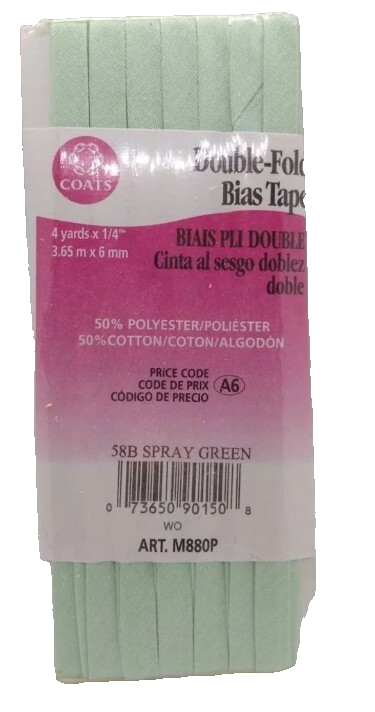 COATS
Double-Fold
Bias Tape
4 yards x 1/4"
3.65 m x 6 mm
BIAIS PLI DOUBLE
Cinta al sesgo doblez
doble
50% POLYESTER/POLIÉSTER
50%COTTON/COTON/ALGODÓN
PRiCE CODE
CODE DE PRIX
CÓDIGO DE PRECIO
A6
58B SPRAY GREEN
0 73650 90150 8
WO
ART. M880P